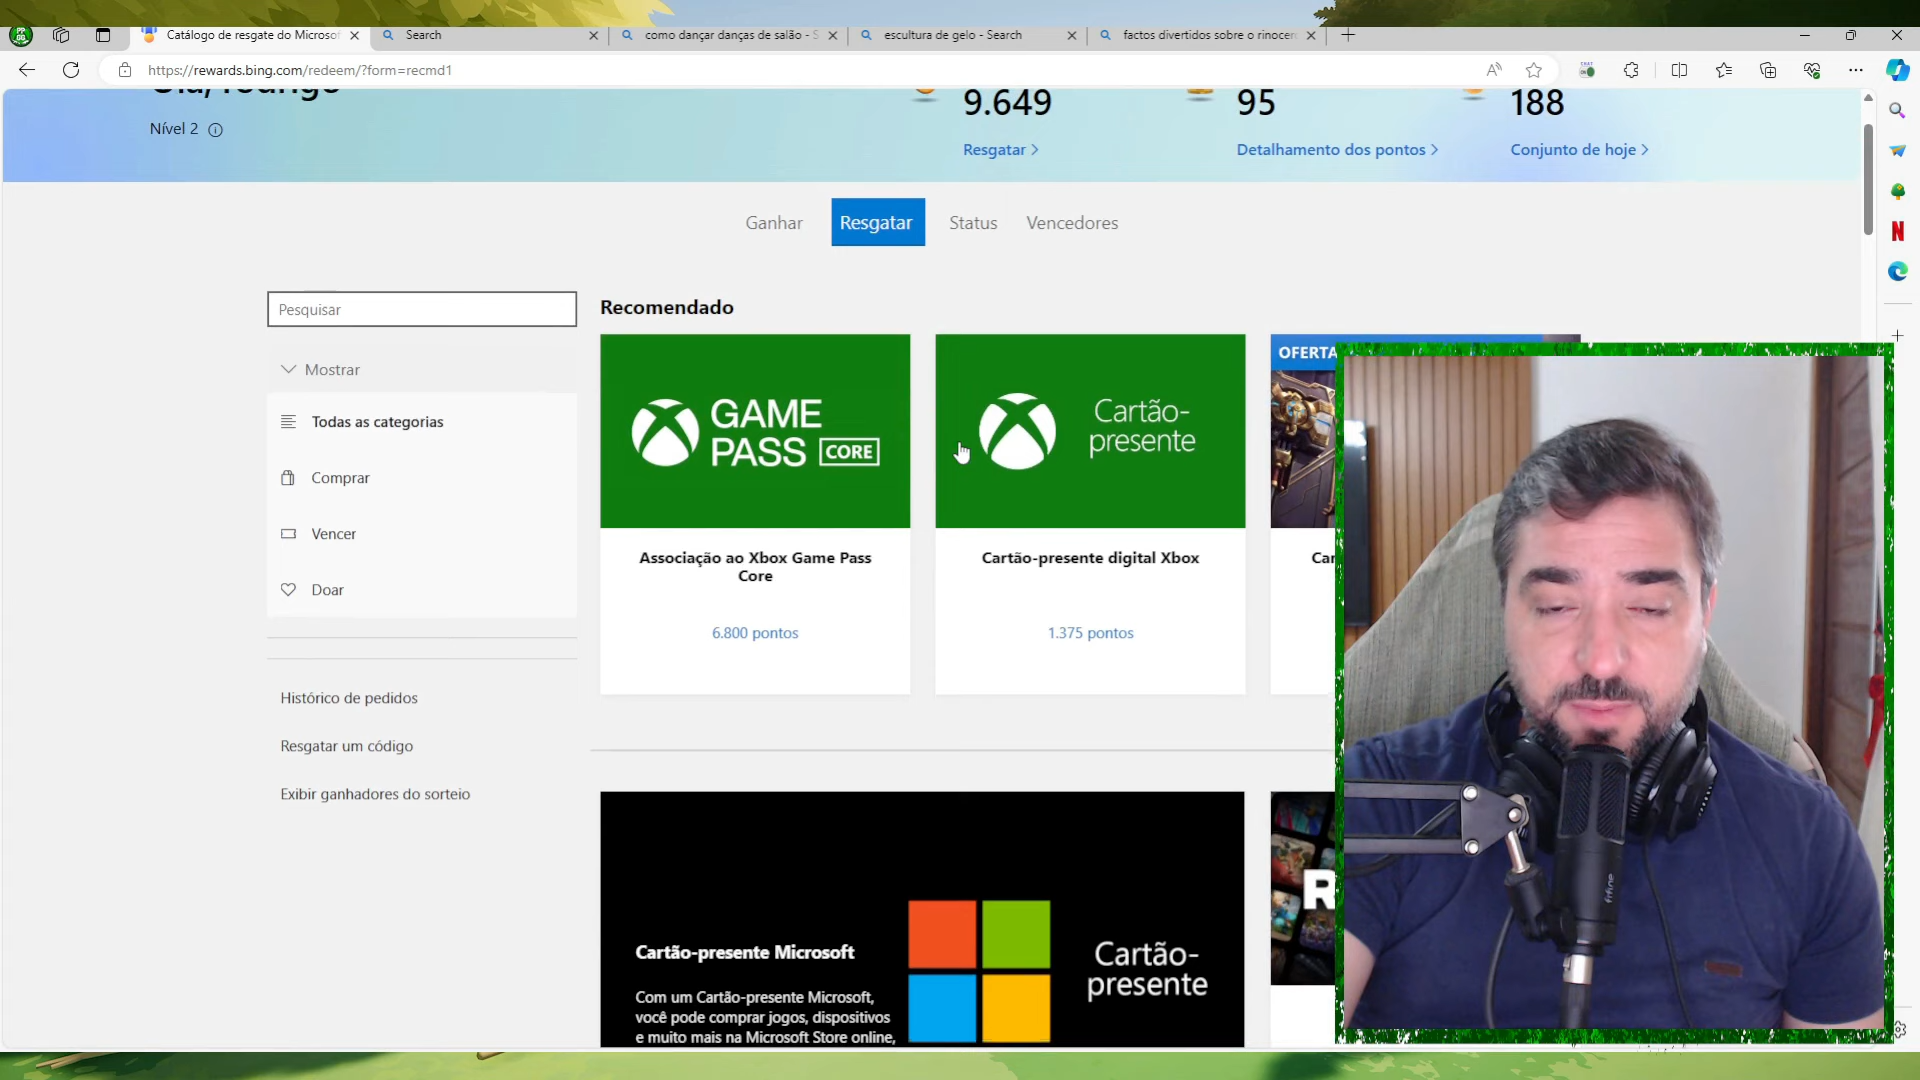 Catálogo de resgate do Microsof
Search
como dançar danças de salão - S
escultura de gelo - Search
factos divertidos sobre o rinocer
https://rewards.bing.com/redeem/?form=recmd1
Nível 2
9.649
95
188
Resgatar
Detalhamento dos pontos
Conjunto de hoje
Ganhar
Resgatar
Status
Vencedores
Pesquisar
Mostrar
Todas as categorias
Comprar
Vencer
Doar
Histórico de pedidos
Resgatar um código
Exibir ganhadores do sorteio
Recomendado
GAME
PASS CORE
Cartão-
presente
OFERTA
Associação ao Xbox Game Pass
Core
6.800 pontos
Cartão-presente digital Xbox
1.375 pontos
Car
Cartão-presente Microsoft
Com um Cartão-presente Microsoft,
você pode comprar jogos, dispositivos
e muito mais na Microsoft Store online,
Cartão-
presente
R
fifine